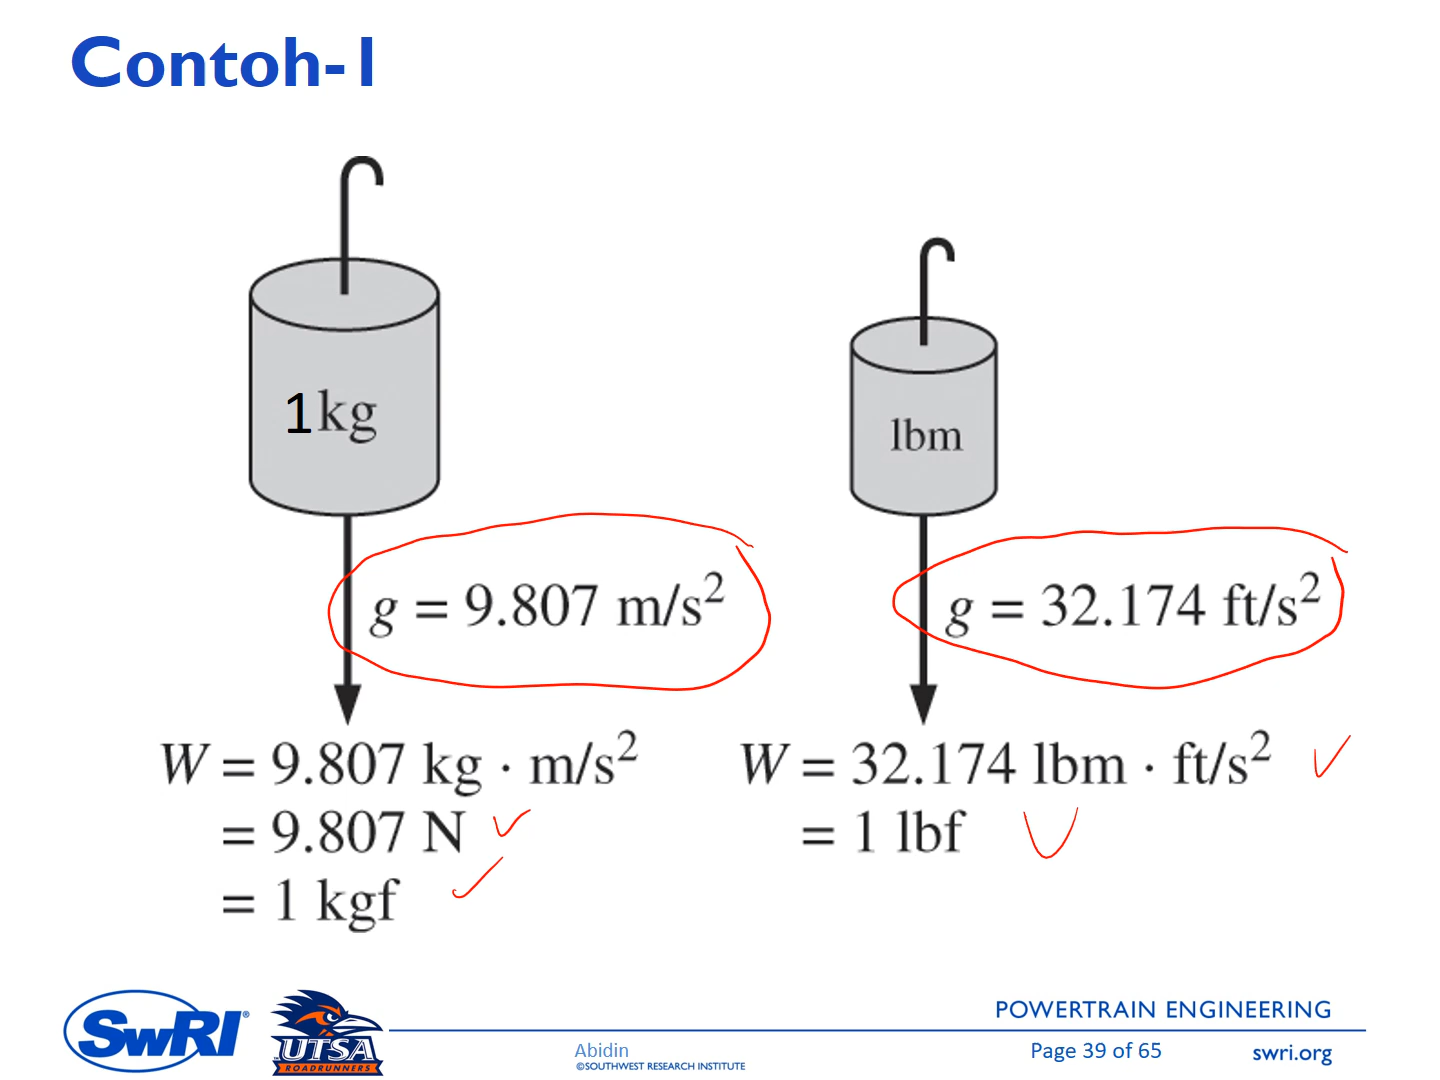 Contoh-1
1kg
lbm
g = 9.807 m/s²
g = 32.174 ft/s²
W = 9.807 kg · m/s²
= 9.807 N
= 1 kgf
W = 32.174 lbm · ft/s²
= 1 lbf
SwRI®
UTSA
ROADRUNNERS
Abidin
©SOUTHWEST RESEARCH INSTITUTE
POWERTRAIN ENGINEERING
Page 39 of 65
swri.org